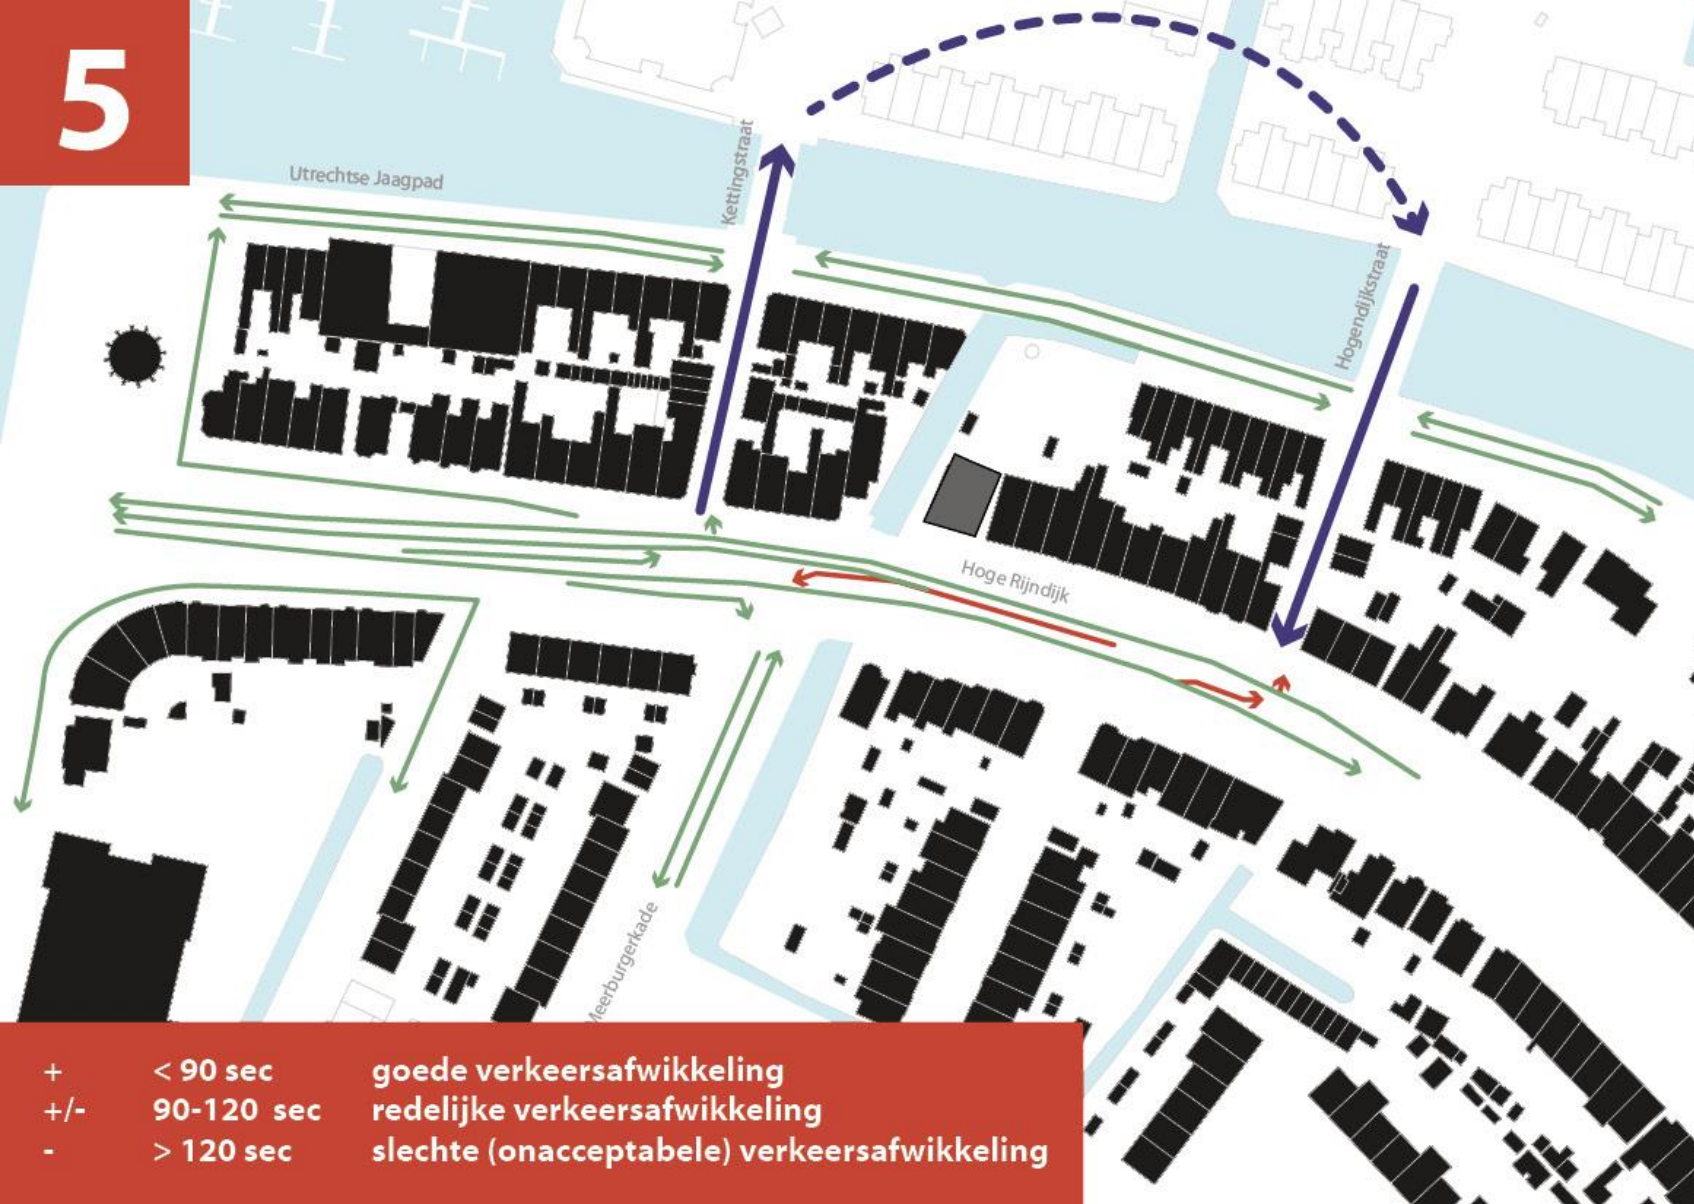 5
Utrechtse Jaagpad
Kettingstraat
Hogendijkstraat
Hoge Rijndijk
Meerburgerkade
+ < 90 sec goede verkeersafwikkeling
+/- 90-120 sec redelijke verkeersafwikkeling
- > 120 sec slechte (onacceptabele) verkeersafwikkeling